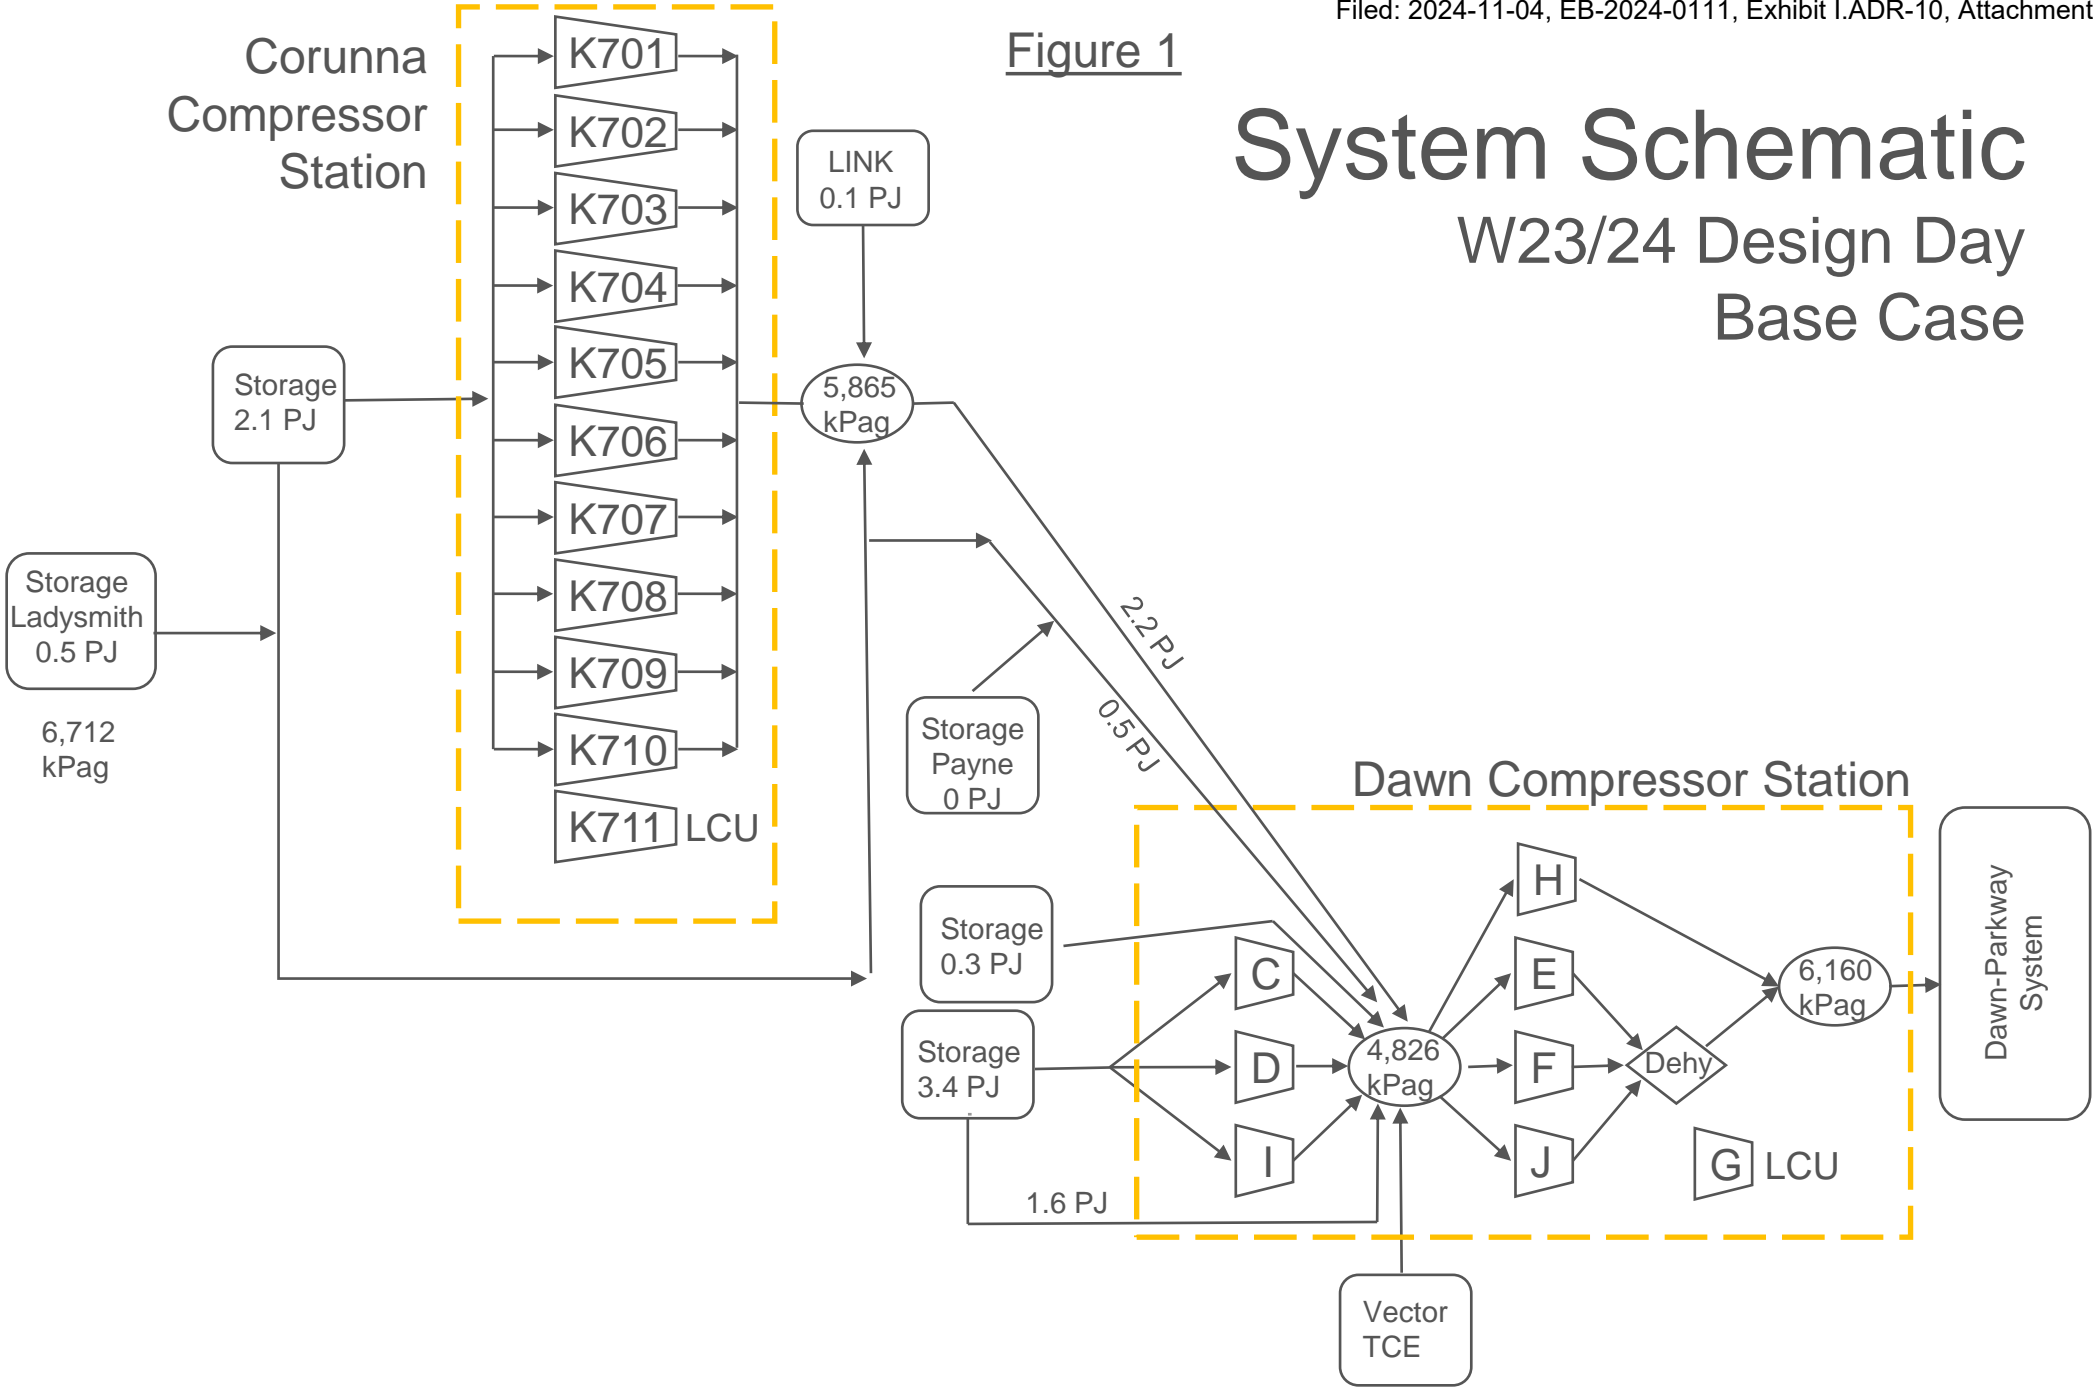 Filed: 2024-11-04, EB-2024-0111, Exhibit I.ADR-10, Attachment
Figure 1
System Schematic
W23/24 Design Day
Base Case
Corunna
Compressor
Station
K701
K702
K703
K704
K705
K706
K707
K708
K709
K710
K711
LCU
LINK
0.1 PJ
5,865
kPag
Storage
2.1 PJ
Storage
Ladysmith
0.5 PJ
6,712
kPag
2.2 PJ
0.5 PJ
Storage
Payne
0 PJ
Dawn Compressor Station
Storage
0.3 PJ
Storage
3.4 PJ
1.6 PJ
C
D
I
4,826
kPag
H
E
F
J
Dehy
G
LCU
6,160
kPag
Dawn-Parkway
System
Vector
TCE